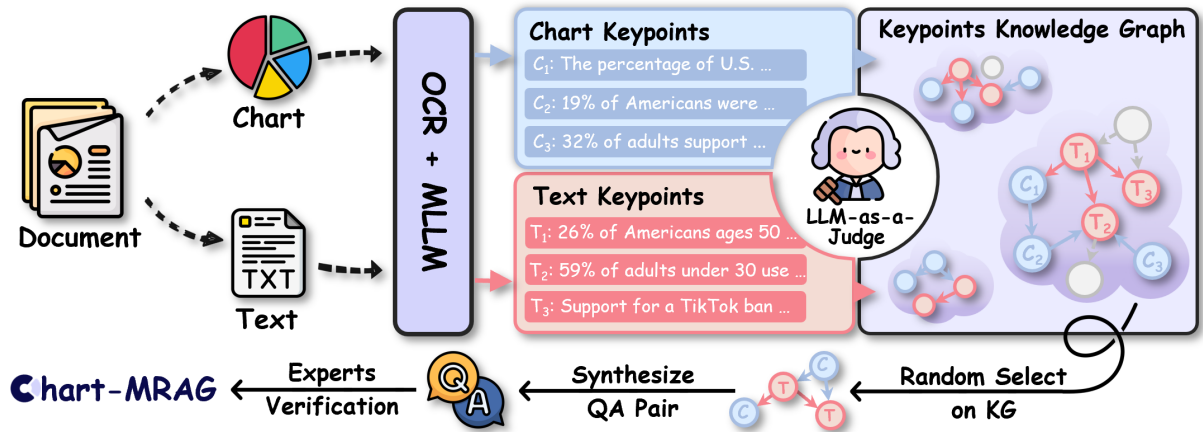 Document
Chart
TXT
Text
OCR + MLLM
Chart Keypoints
C1: The percentage of U.S. ...
C2: 19% of Americans were ...
C3: 32% of adults support ...
Text Keypoints
T1: 26% of Americans ages 50 ...
T2: 59% of adults under 30 use ...
T3: Support for a TikTok ban ...
LLM-as-a-
Judge
Keypoints Knowledge Graph
T1
C1
T3
T2
C2
C3
Random Select
on KG
C
T
C
T
Synthesize
QA Pair
Q
A
Experts
Verification
Chart-MRAG